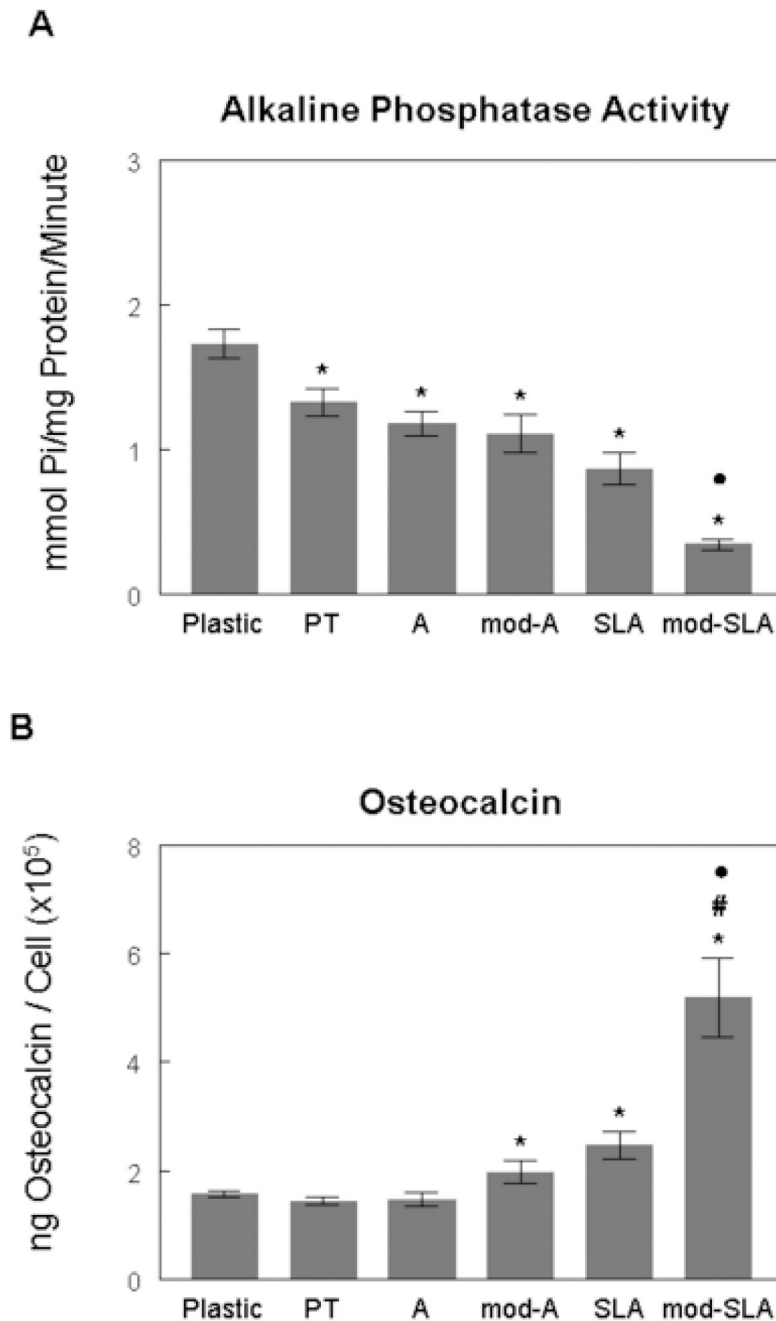 A
Alkaline Phosphatase Activity
mmol Pi/mg Protein/Minute
3
2
1
0
*
*
*
*
●
*
Plastic PT A mod-A SLA mod-SLA
B
Osteocalcin
ng Osteocalcin / Cell (x10⁵)
8
6
4
2
0
*
*
●
#
*
Plastic PT A mod-A SLA mod-SLA